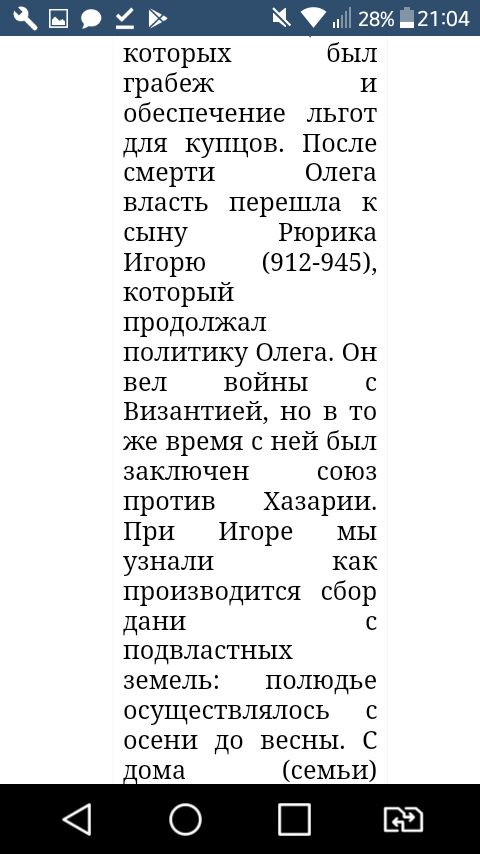 28% 21:04
которых был
грабеж и
обеспечение льгот
для купцов. После
смерти Олега
власть перешла к
сыну Рюрика
Игорю (912-945),
который
продолжал
политику Олега. Он
вел войны с
Византией, но в то
же время с ней был
заключен союз
против Хазарии.
При Игоре мы
узнали как
производится сбор
дани с
подвластных
земель: полюдье
осуществлялось с
осени до весны. С
дома (семьи)